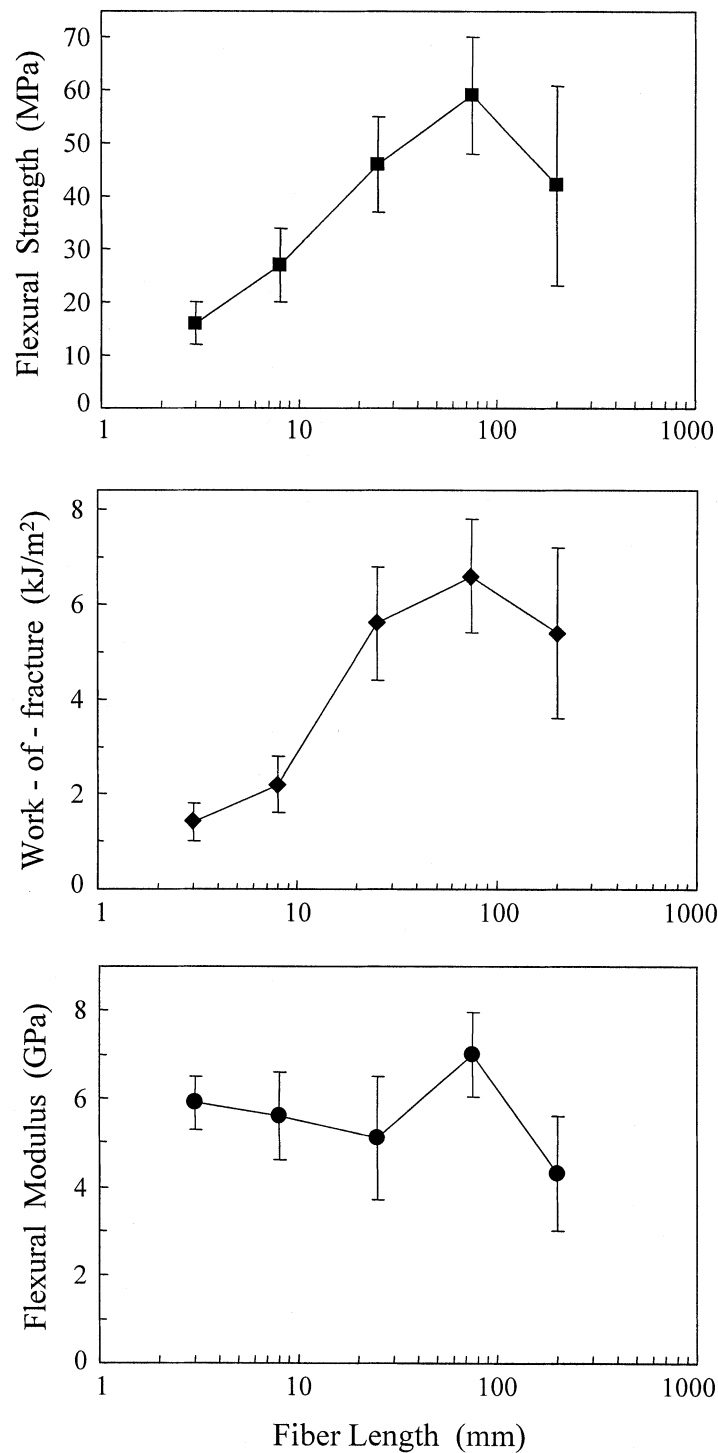 Flexural Strength (MPa)
70
60
50
40
30
20
10
0
1 10 100 1000
Work - of - fracture (kJ/m²)
8
6
4
2
0
1 10 100 1000
Flexural Modulus (GPa)
8
6
4
2
0
1 10 100 1000
Fiber Length (mm)